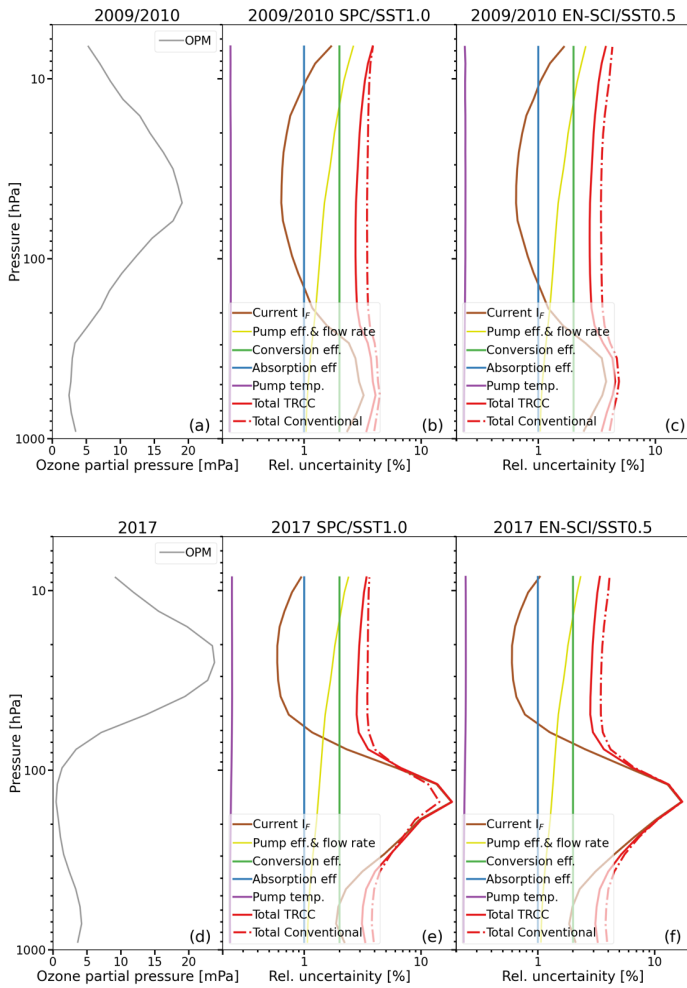 2009/2010
2009/2010 SPC/SST1.0
2009/2010 EN-SCI/SST0.5
OPM
10
100
1000
Pressure [hPa]
Current I_F
Pump eff.& flow rate
Conversion eff.
Absorption eff
Pump temp.
Total TRCC
Total Conventional
Current I_F
Pump eff.& flow rate
Conversion eff.
Absorption eff
Pump temp.
Total TRCC
Total Conventional
(a)
(b)
(c)
0 5 10 15 20
1 10
1 10
Ozone partial pressure [mPa]
Rel. uncertainity [%]
Rel. uncertainity [%]
2017
2017 SPC/SST1.0
2017 EN-SCI/SST0.5
OPM
10
100
1000
Pressure [hPa]
Current I_F
Pump eff.& flow rate
Conversion eff.
Absorption eff
Pump temp.
Total TRCC
Total Conventional
Current I_F
Pump eff.& flow rate
Conversion eff.
Absorption eff.
Pump temp.
Total TRCC
Total Conventional
(d)
(e)
(f)
0 5 10 15 20
1 10
1 10
Ozone partial pressure [mPa]
Rel. uncertainity [%]
Rel. uncertainity [%]